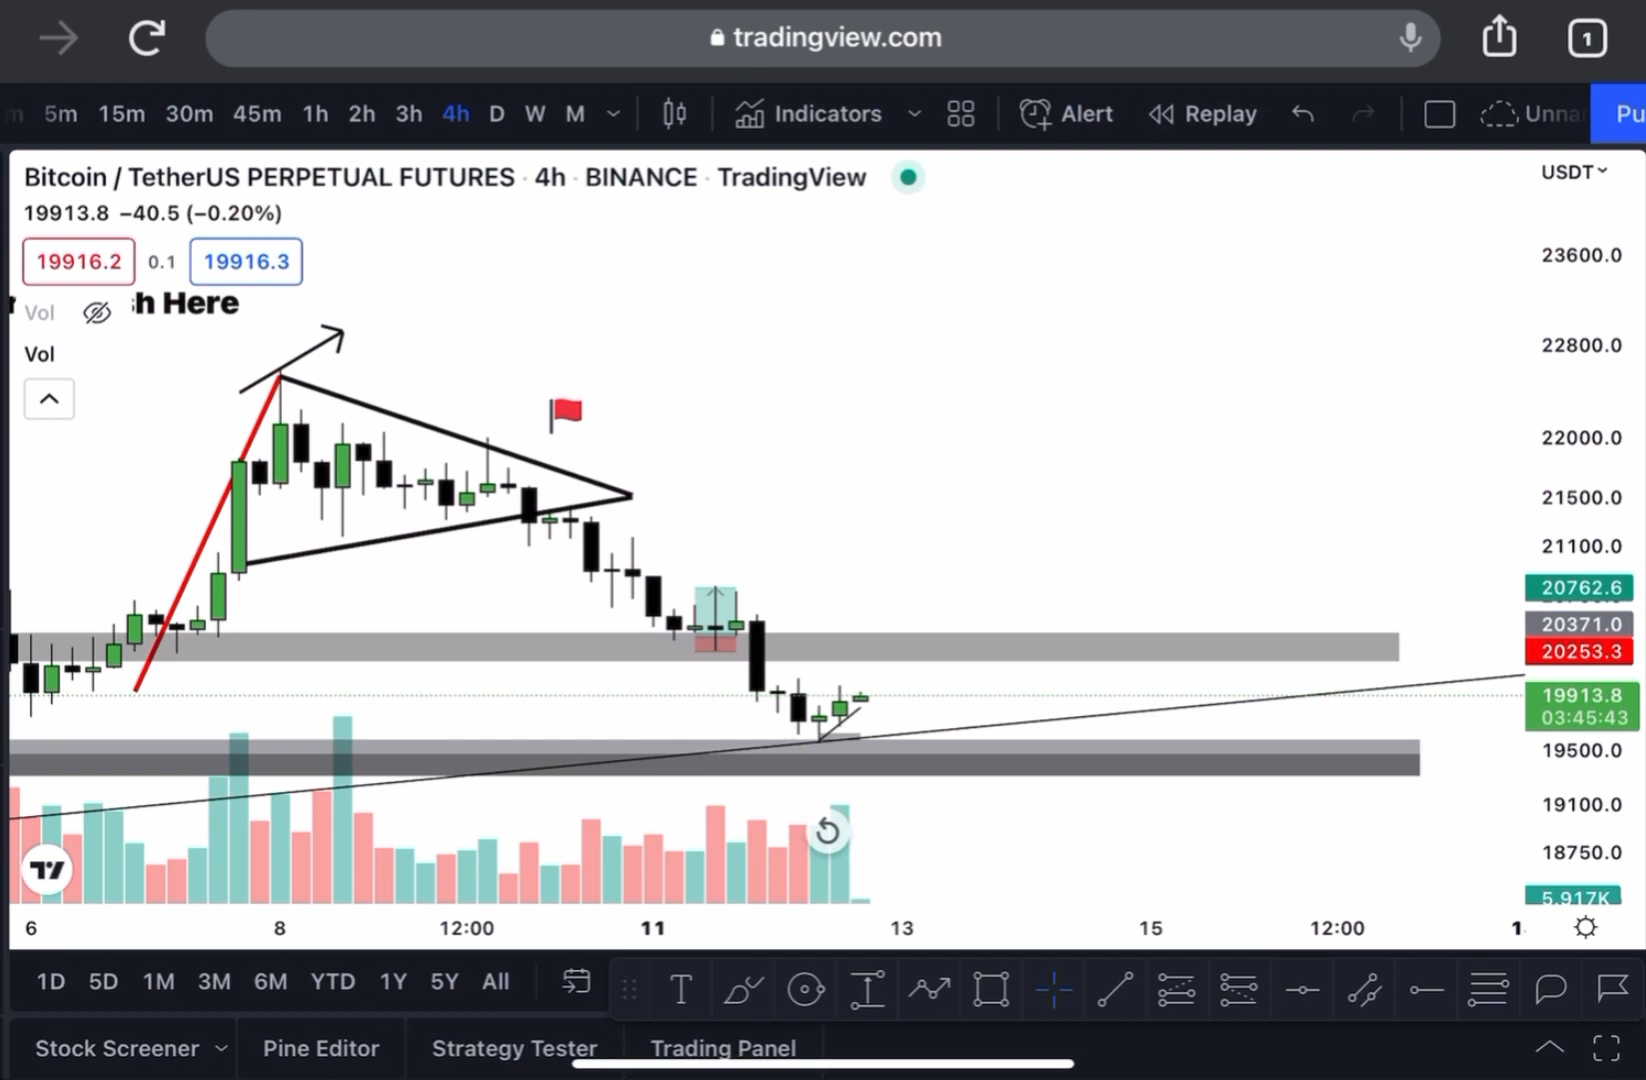 tradingview.com
1
5m 15m 30m 45m 1h 2h 3h 4h D W M Indicators Alert Replay
Bitcoin / TetherUS PERPETUAL FUTURES · 4h · BINANCE · TradingView
USDT
19913.8 −40.5 (−0.20%)
19916.2 0.1 19916.3
h Here
Vol
Vol
23600.0
22800.0
22000.0
21500.0
21100.0
20762.6
20371.0
20253.3
19913.8
03:45:43
19500.0
19100.0
18750.0
5.917K
6 8 12:00 11 13 15 12:00
1D 5D 1M 3M 6M YTD 1Y 5Y All
Stock Screener Pine Editor Strategy Tester Trading Panel